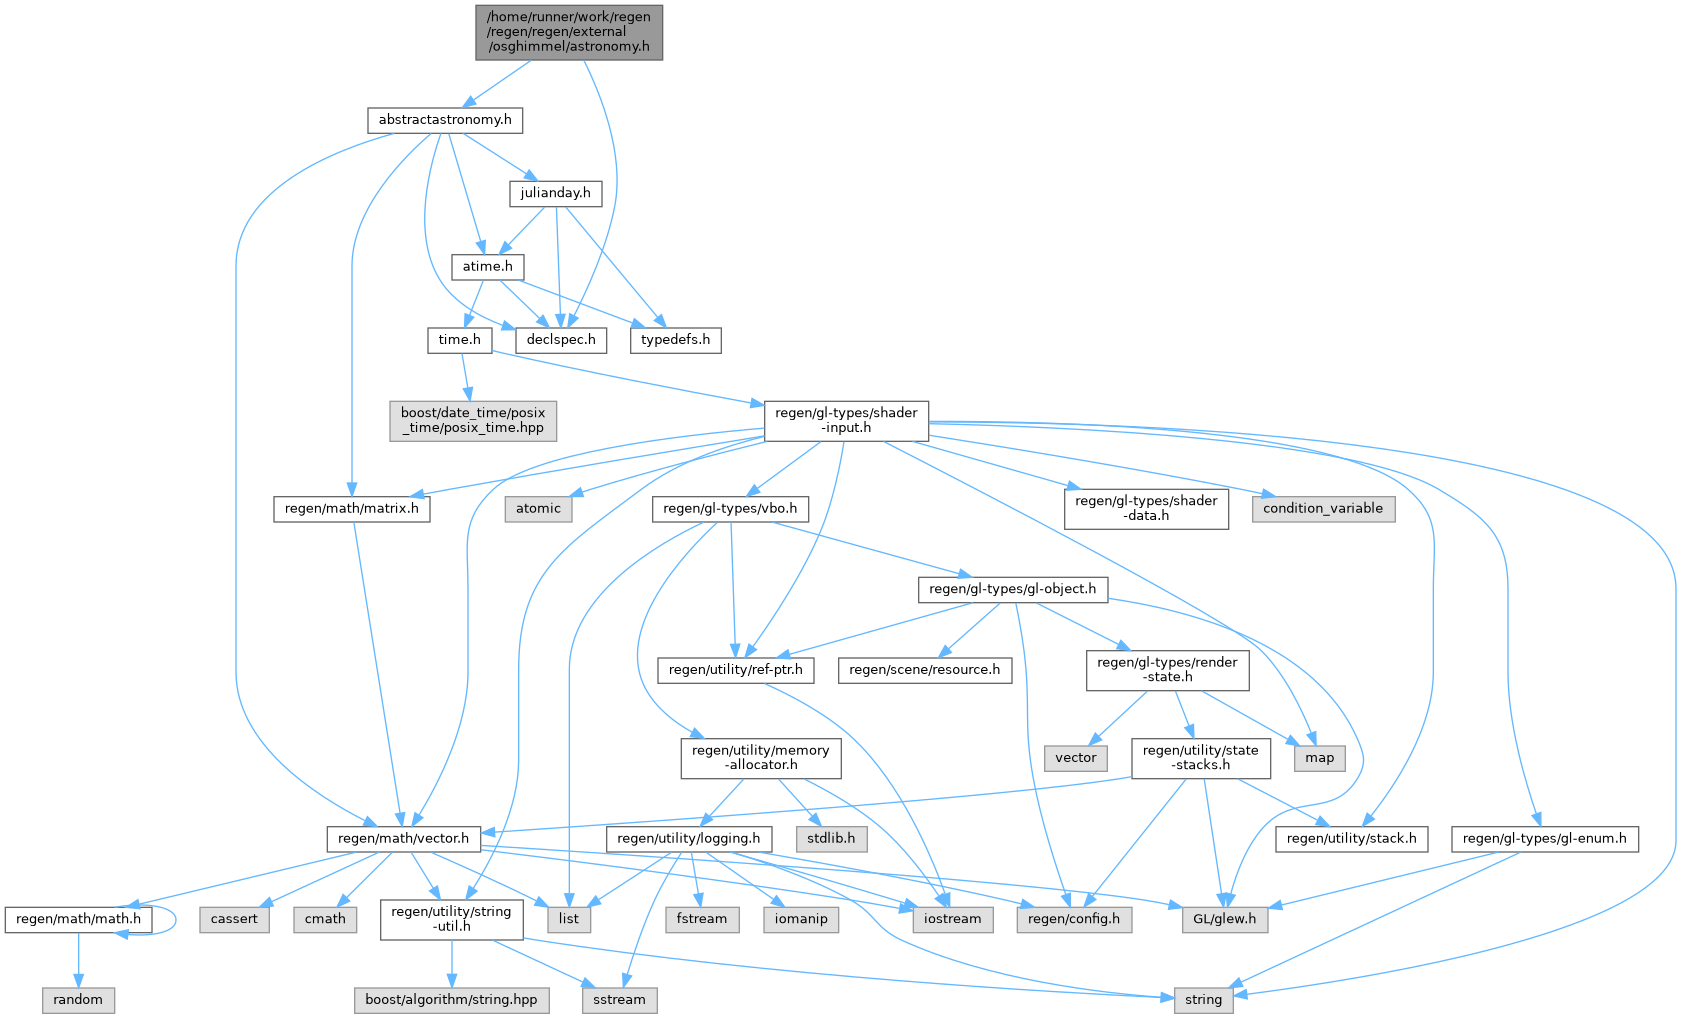 /home/runner/work/regen
/regen/regen/external
/osghimmel/astronomy.h
abstractastronomy.h
julianday.h
atime.h
time.h
declspec.h
typedefs.h
boost/date_time/posix
_time/posix_time.hpp
regen/gl-types/shader
-input.h
regen/math/matrix.h
atomic
regen/gl-types/vbo.h
regen/gl-types/shader
-data.h
condition_variable
regen/gl-types/gl-object.h
regen/utility/ref-ptr.h
regen/scene/resource.h
regen/gl-types/render
-state.h
regen/utility/memory
-allocator.h
vector
regen/utility/state
-stacks.h
map
regen/math/vector.h
regen/utility/logging.h
stdlib.h
regen/utility/stack.h
regen/gl-types/gl-enum.h
regen/math/math.h
cassert
cmath
regen/utility/string
-util.h
list
fstream
iomanip
iostream
regen/config.h
GL/glew.h
random
boost/algorithm/string.hpp
sstream
string